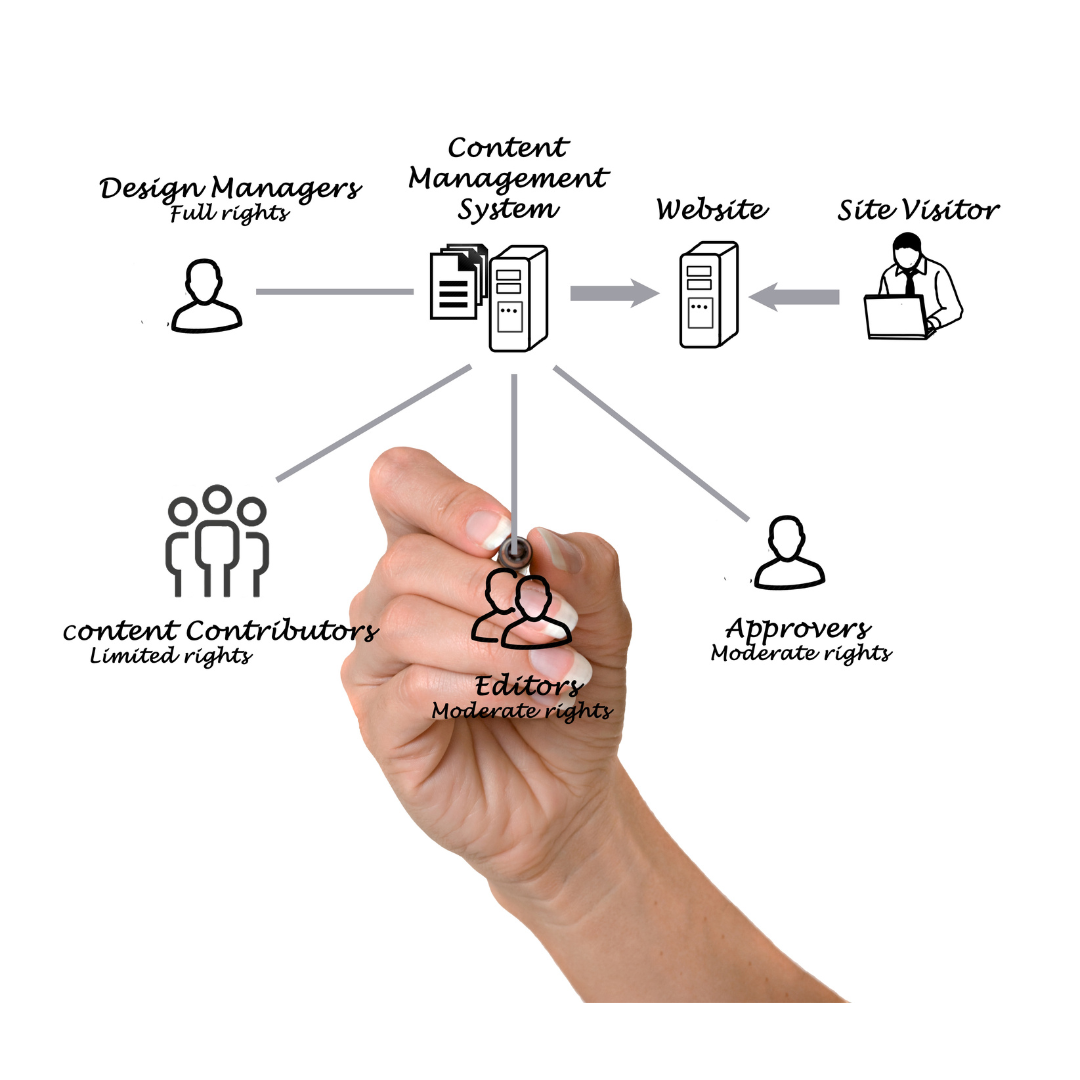 Content
Management
System
Design Managers
Full rights
Website
Site Visitor
Content Contributors
Limited rights
Editors
Moderate rights
Approvers
Moderate rights